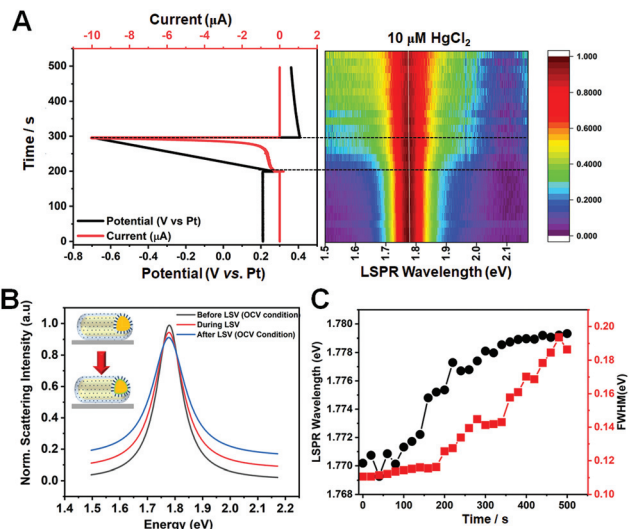 A
Current (μA)
-10 -8 -6 -4 -2 0 2
10 μM HgCl2
Time / s
600
500
400
300
200
100
0
Potential (V vs Pt)
Current (μA)
-0.8 -0.6 -0.4 -0.2 0.0 0.2 0.4 0.6
Potential (V vs. Pt)
1.5 1.6 1.7 1.8 1.9 2.0 2.1
LSPR Wavelength (eV)
1.000
0.8000
0.6000
0.4000
0.2000
0.000
B
Norm. Scattering Intensity (a.u)
1.0
0.8
0.6
0.4
0.2
0.0
Before LSV (OCV condition)
During LSV
After LSV (OCV Condition)
1.4 1.5 1.6 1.7 1.8 1.9 2.0 2.1 2.2
Energy (eV)
C
LSPR Wavelength (eV)
1.780
1.778
1.776
1.774
1.772
1.770
1.768
0 100 200 300 400 500
Time / s
0.20
0.18
0.16
0.14
0.12
0.10
FWHM(eV)